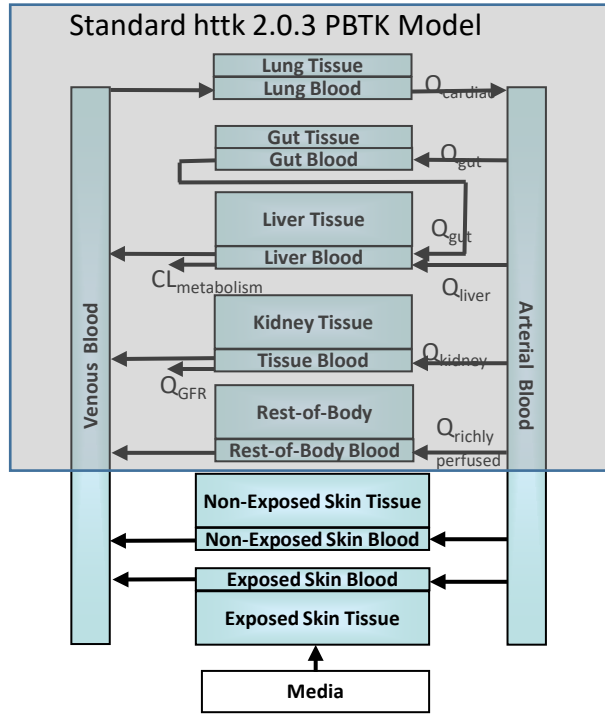 Standard httk 2.0.3 PBTK Model
Lung Tissue
Lung Blood
Qcardiac
Gut Tissue
Gut Blood
Qgut
Liver Tissue
Qgut
Liver Blood
CLmetabolism
Qliver
Kidney Tissue
Tissue Blood
Qkidney
QGFR
Rest-of-Body
Qrichly
perfused
Rest-of-Body Blood
Venous Blood
Arterial Blood
Non-Exposed Skin Tissue
Non-Exposed Skin Blood
Exposed Skin Blood
Exposed Skin Tissue
Media